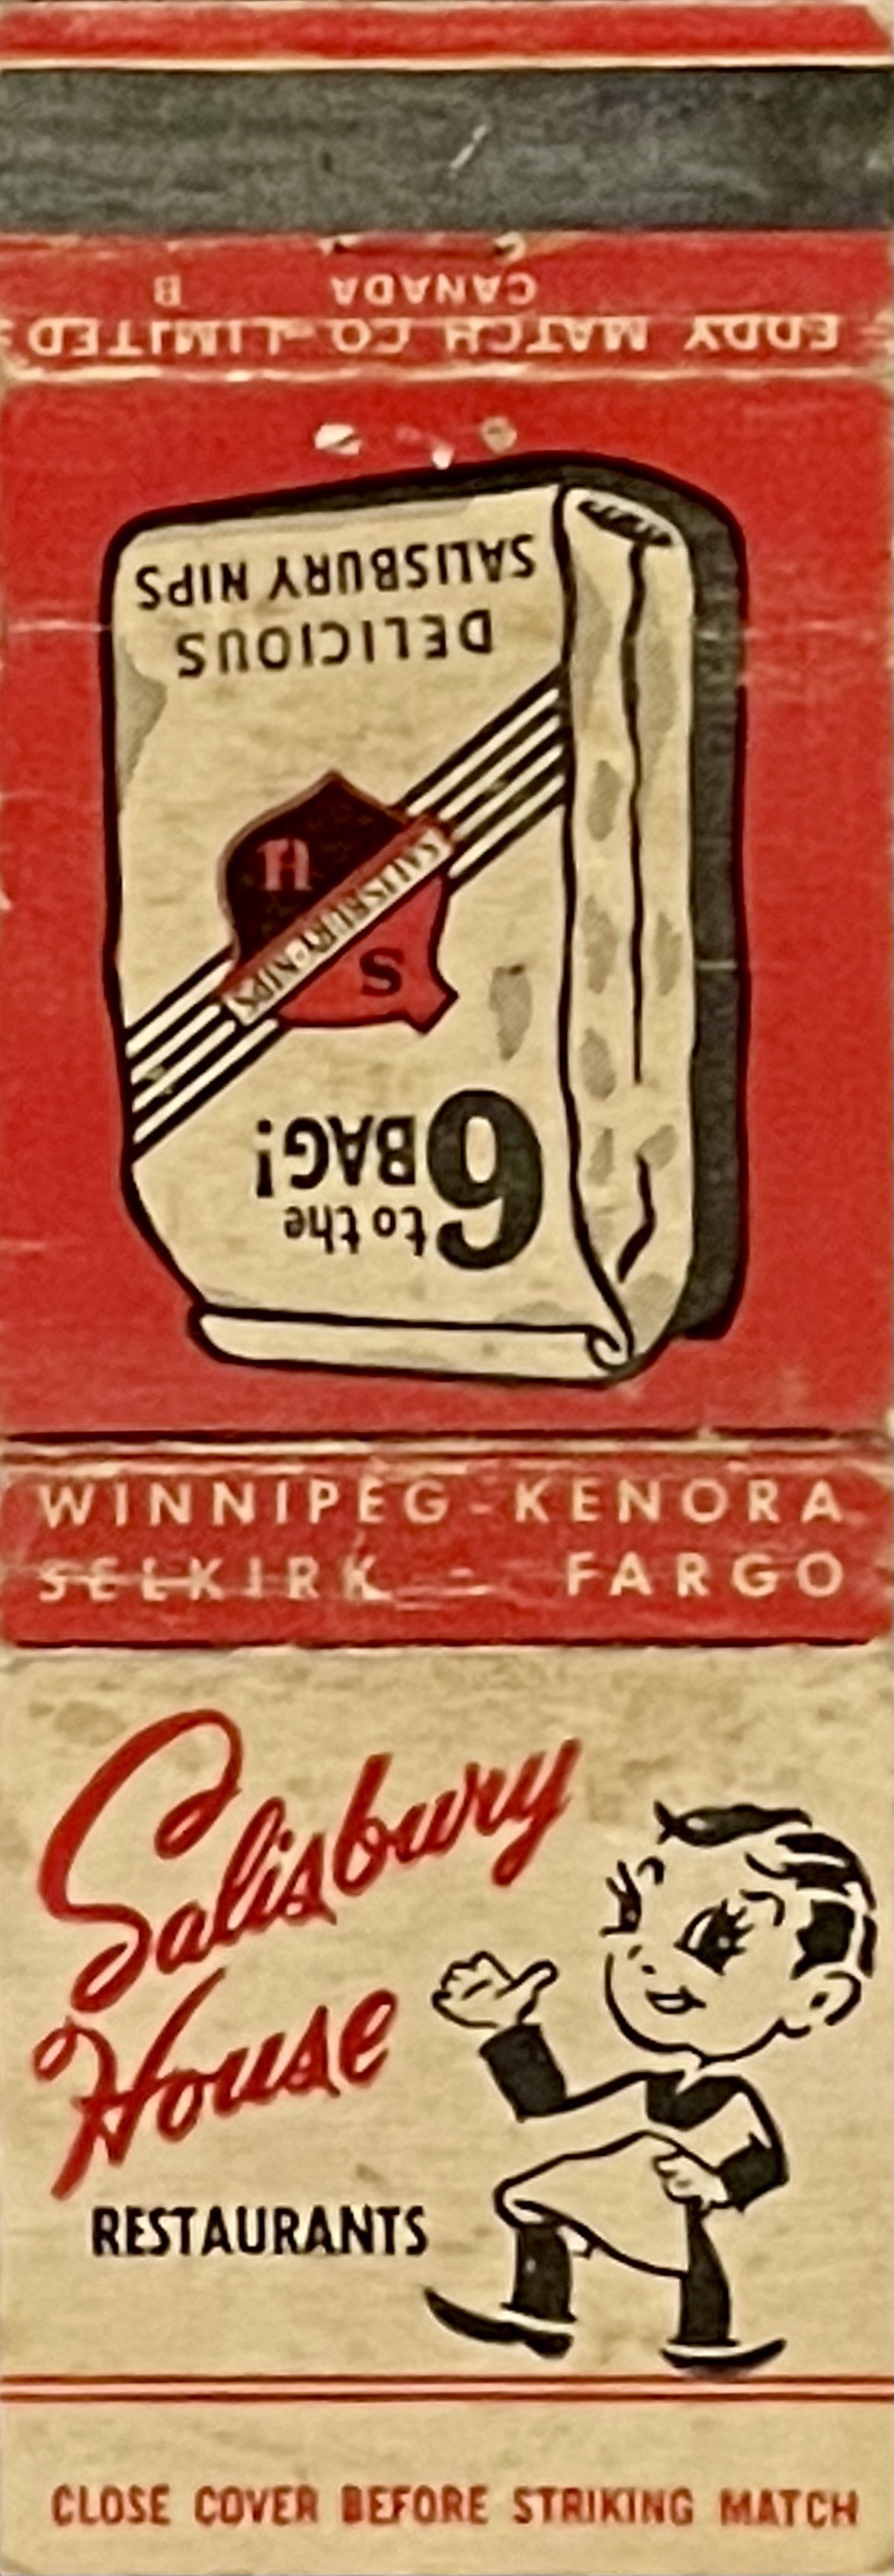 EDDY MATCH CO. LIMITED
CANADA B
6 to the
BAG!
S
SALISBURY·NIPS
H
DELICIOUS
SALISBURY NIPS
WINNIPEG - KENORA
SELKIRK - FARGO
Salisbury
House
RESTAURANTS
CLOSE COVER BEFORE STRIKING MATCH